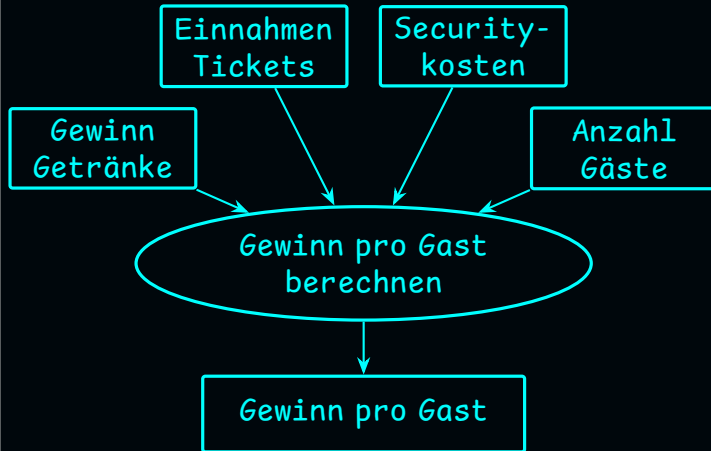 Einnahmen
Tickets
Security-
kosten
Gewinn
Getränke
Anzahl
Gäste
Gewinn pro Gast
berechnen
Gewinn pro Gast